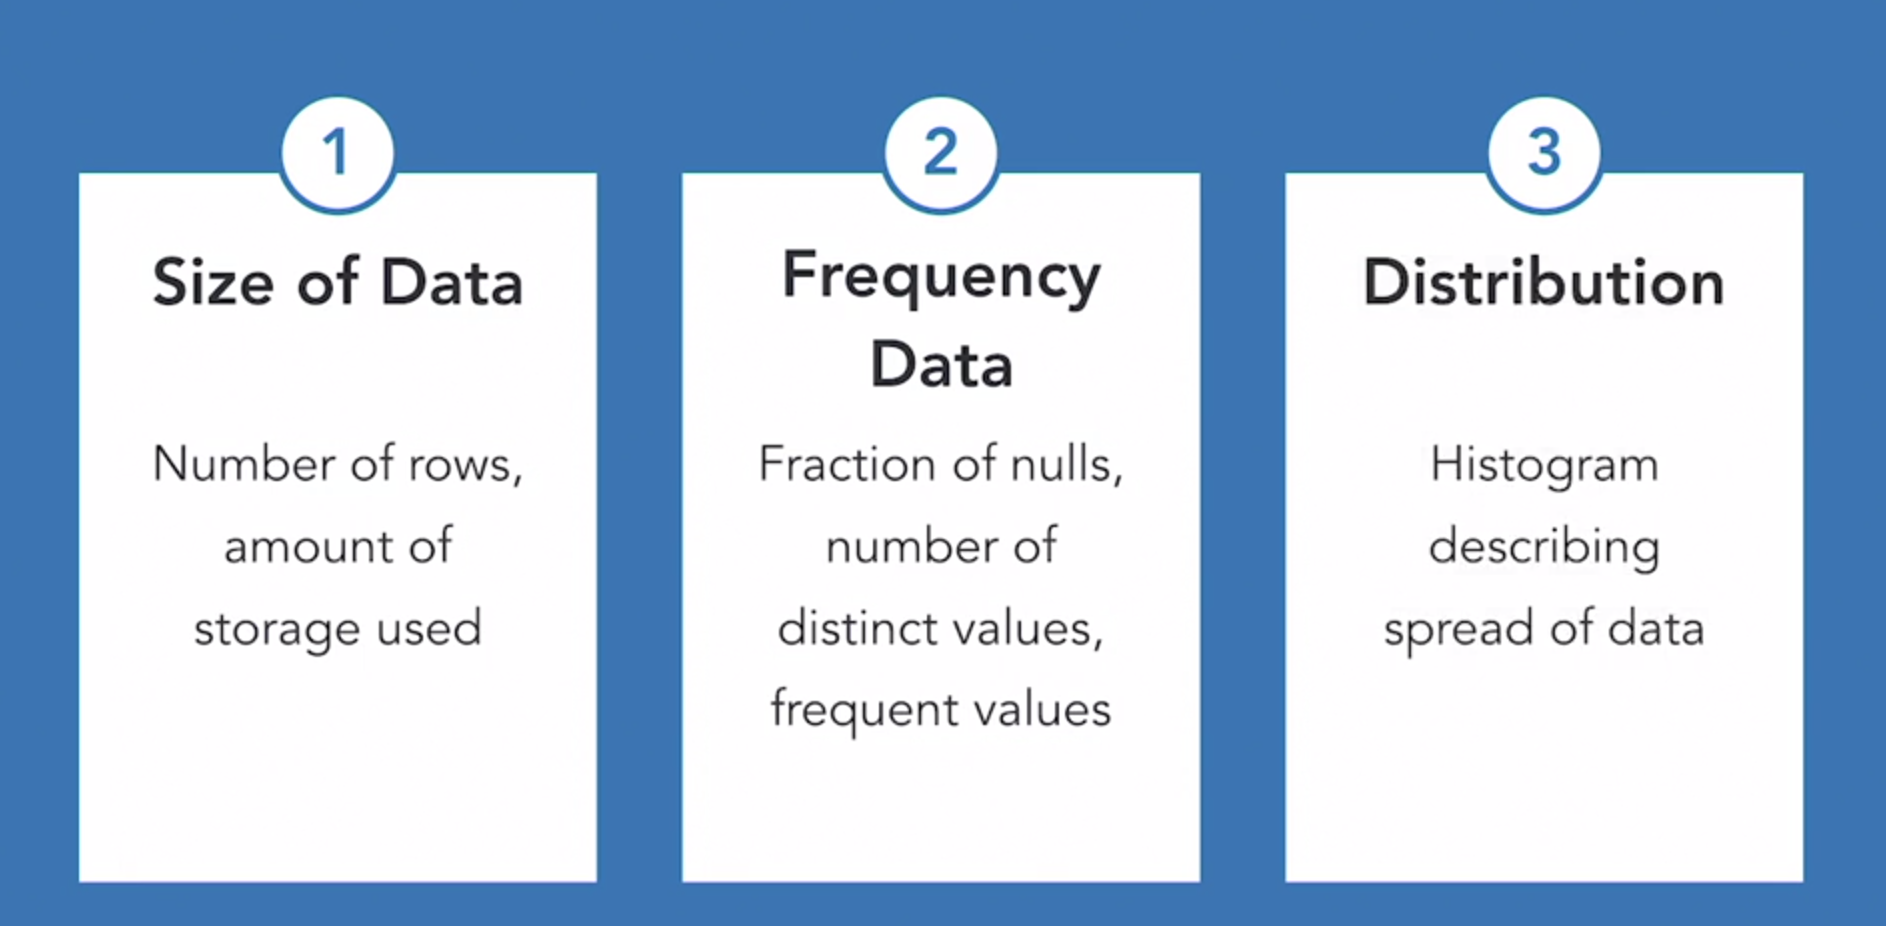 1
Size of Data
Number of rows,
amount of
storage used
2
Frequency
Data
Fraction of nulls,
number of
distinct values,
frequent values
3
Distribution
Histogram
describing
spread of data